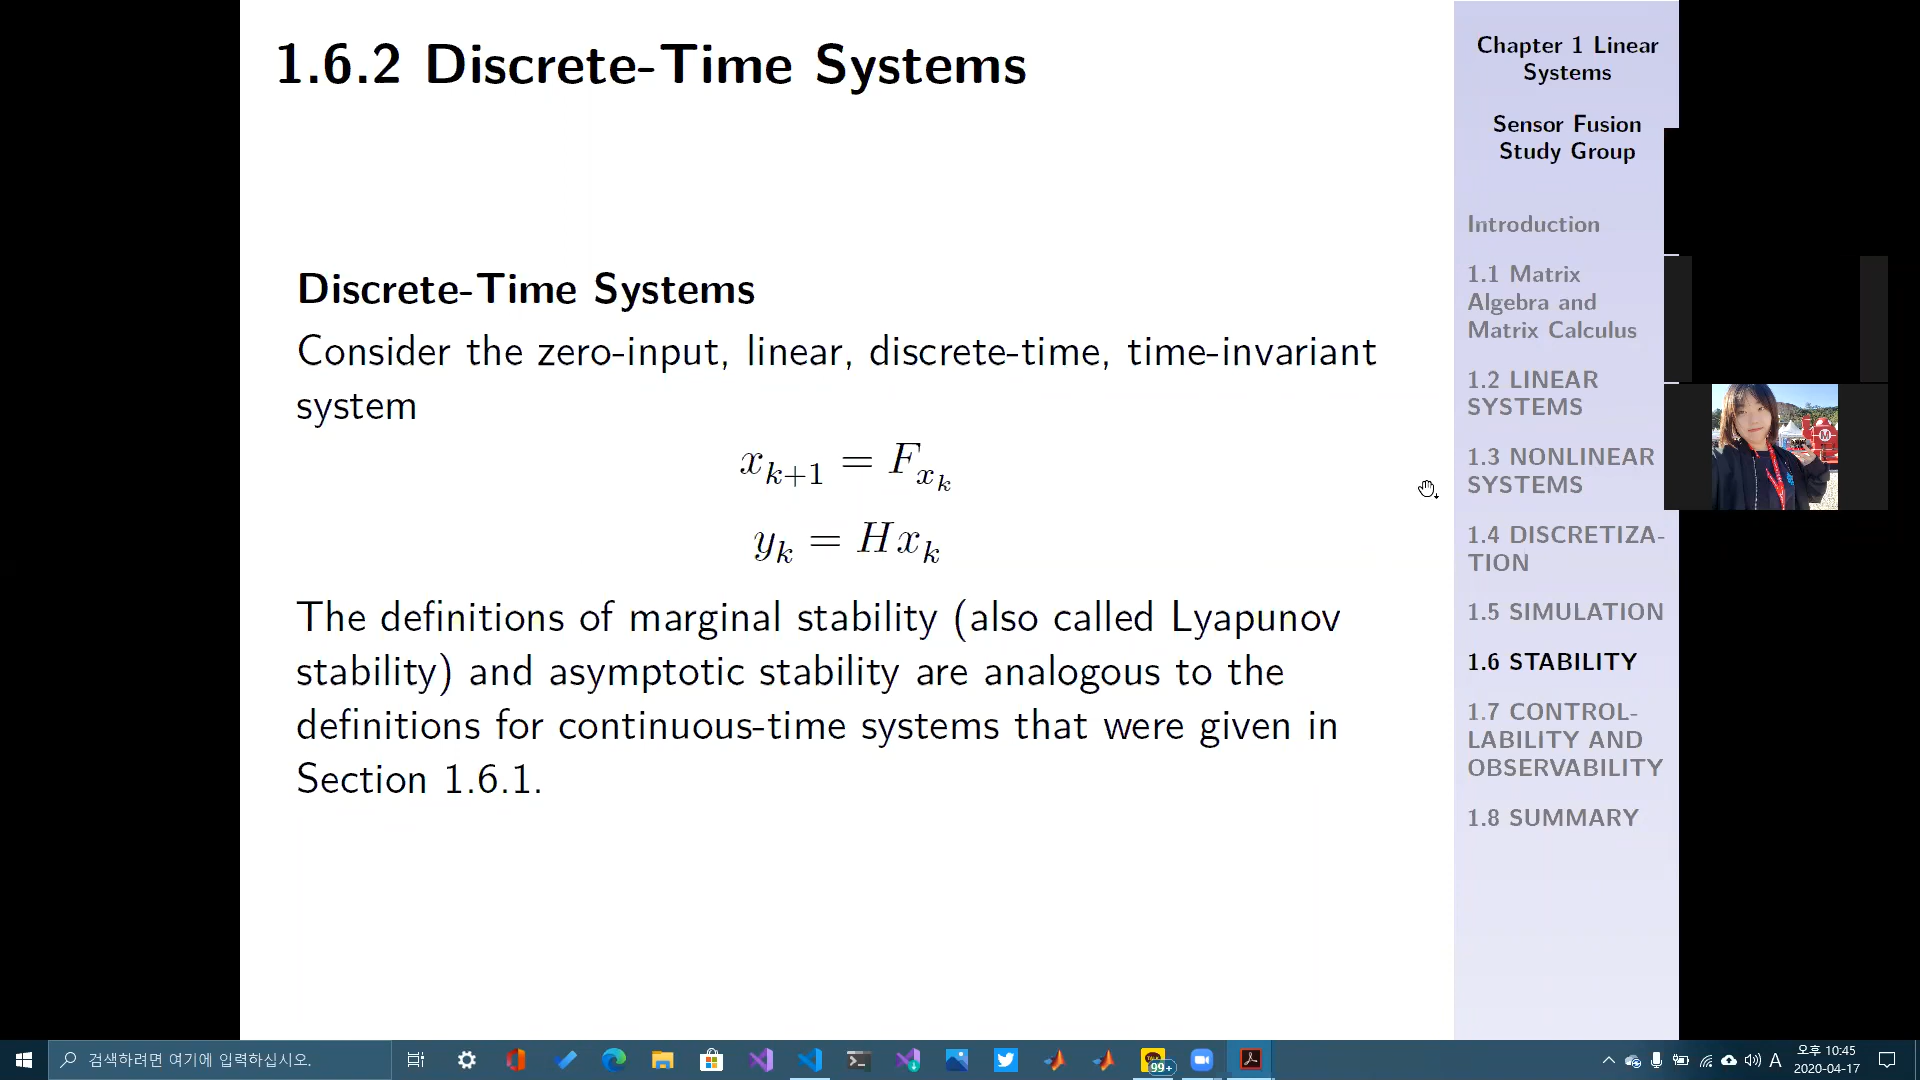 1.6.2 Discrete-Time Systems
Discrete-Time Systems
Consider the zero-input, linear, discrete-time, time-invariant
system
x_{k+1} = F_{x_k}
y_k = Hx_k
The definitions of marginal stability (also called Lyapunov
stability) and asymptotic stability are analogous to the
definitions for continuous-time systems that were given in
Section 1.6.1.
Chapter 1 Linear
Systems
Sensor Fusion
Study Group
Introduction
1.1 Matrix
Algebra and
Matrix Calculus
1.2 LINEAR
SYSTEMS
1.3 NONLINEAR
SYSTEMS
1.4 DISCRETIZA-
TION
1.5 SIMULATION
1.6 STABILITY
1.7 CONTROL-
LABILITY AND
OBSERVABILITY
1.8 SUMMARY
M
검색하려면 여기에 입력하십시오.
99+
A
오후 10:45
2020-04-17